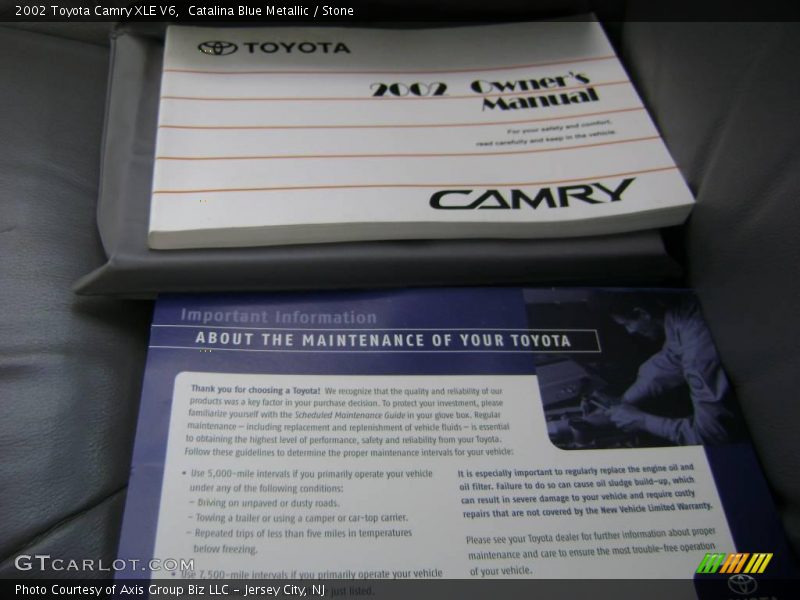 2002 Toyota Camry XLE V6, Catalina Blue Metallic / Stone
TOYOTA
2002 Owner's
Manual
For your safety and comfort,
read carefully and keep in the vehicle.
CAMRY
Important Information
ABOUT THE MAINTENANCE OF YOUR TOYOTA
Thank you for choosing a Toyota! We recognize that the quality and reliability of our
products was a key factor in your purchase decision. To protect your investment, please
familiarize yourself with the Scheduled Maintenance Guide in your glove box. Regular
maintenance – including replacement and replenishment of vehicle fluids – is essential
to obtaining the highest level of performance, safety and reliability from your Toyota.
Follow these guidelines to determine the proper maintenance intervals for your vehicle:
• Use 5,000-mile intervals if you primarily operate your vehicle
under any of the following conditions:
– Driving on unpaved or dusty roads.
– Towing a trailer or using a camper or car-top carrier.
– Repeated trips of less than five miles in temperatures
below freezing.
• Use 7,500-mile intervals if you primarily operate your vehicle
just listed.
It is especially important to regularly replace the engine oil and
oil filter. Failure to do so can cause oil sludge build-up, which
can result in severe damage to your vehicle and require costly
repairs that are not covered by the New Vehicle Limited Warranty.
Please see your Toyota dealer for further information about proper
maintenance and care to ensure the most trouble-free operation
of your vehicle.
TOYOTA
GTCARLOT.COM
Photo Courtesy of Axis Group Biz LLC – Jersey City, NJ